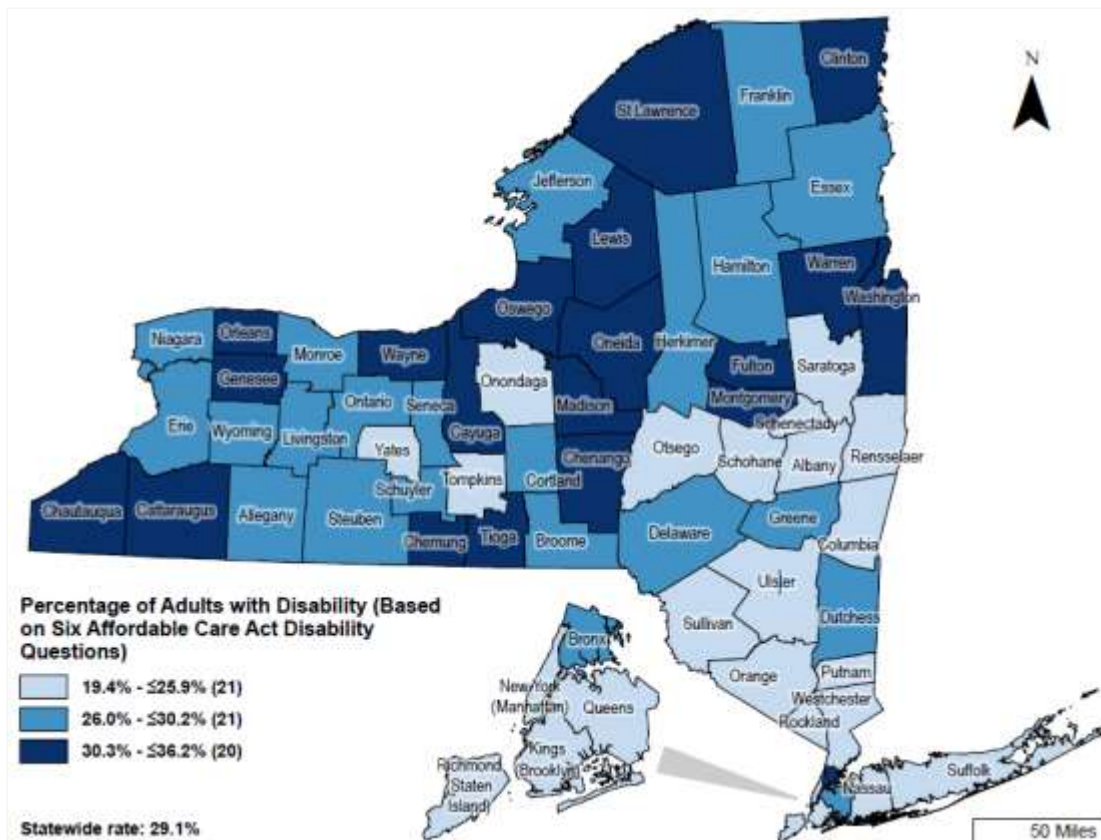 Clinton
N
Franklin
St Lawrence
Jefferson
Essex
Lewis
Hamilton
Warren
Washington
Oswego
Oneida
Herkimer
Niagara
Orleans
Monroe
Wayne
Fulton
Saratoga
Genesee
Onondaga
Montgomery
Ontario
Seneca
Madison
Schenectady
Erie
Wyoming
Livingston
Cayuga
Otsego
Yates
Chenango
Schoharie
Albany
Rensselaer
Tompkins
Cortland
Schuyler
Chautauqua
Cattaraugus
Allegany
Steuben
Chemung
Tioga
Broome
Delaware
Greene
Columbia
Ulster
Percentage of Adults with Disability (Based
on Six Affordable Care Act Disability
Questions)
19.4% - ≤25.9% (21)
26.0% - ≤30.2% (21)
30.3% - ≤36.2% (20)
Statewide rate: 29.1%
Sullivan
Dutchess
Bronx
Orange
Putnam
New York
(Manhattan)
Queens
Westchester
Rockland
Kings
(Brooklyn)
Richmond
(Staten
Island)
Nassau
Suffolk
50 Miles